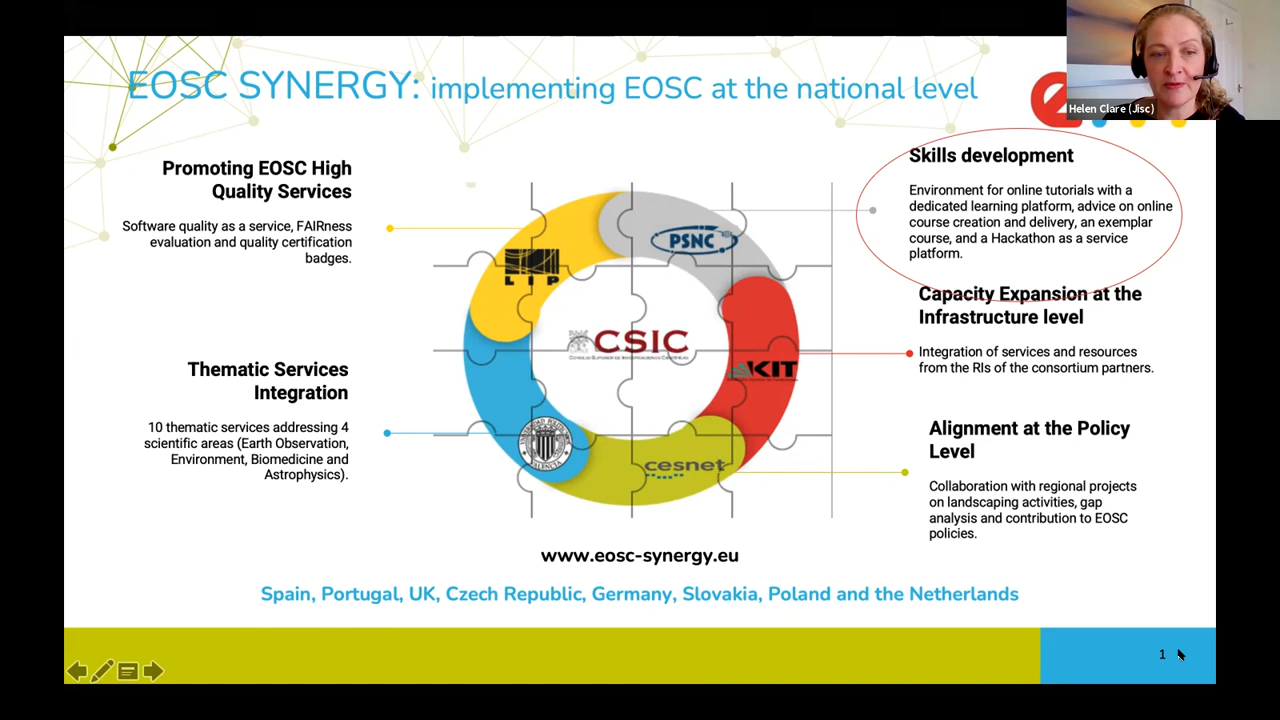 EOSC SYNERGY: implementing EOSC at the national level
Helen Clare (Jisc)
Promoting EOSC High
Quality Services
Software quality as a service, FAIRness
evaluation and quality certification
badges.
Thematic Services
Integration
10 thematic services addressing 4
scientific areas (Earth Observation,
Environment, Biomedicine and
Astrophysics).
LIP
PSNC
CSIC
KIT
cesnet
Skills development
Environment for online tutorials with a
dedicated learning platform, advice on online
course creation and delivery, an exemplar
course, and a Hackathon as a service
platform.
Capacity Expansion at the
Infrastructure level
Integration of services and resources
from the RIs of the consortium partners.
Alignment at the Policy
Level
Collaboration with regional projects
on landscaping activities, gap
analysis and contribution to EOSC
policies.
www.eosc-synergy.eu
Spain, Portugal, UK, Czech Republic, Germany, Slovakia, Poland and the Netherlands
1